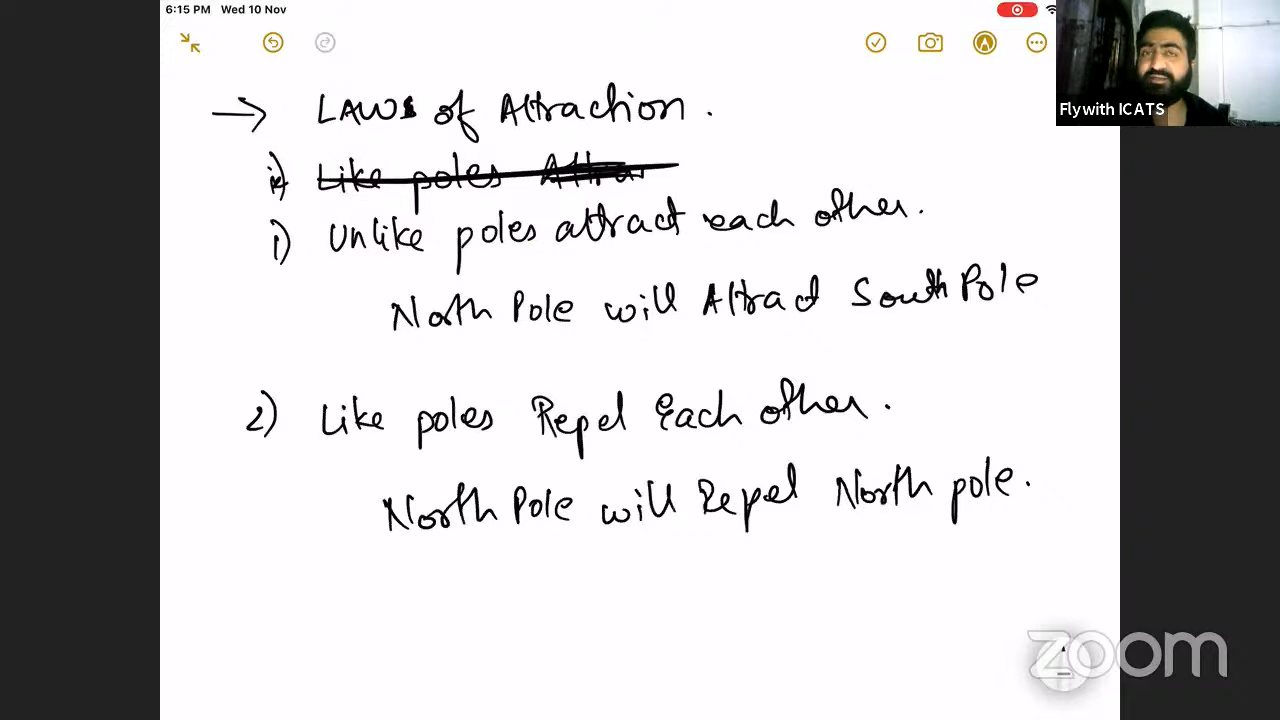 6:15 PM Wed 10 Nov
Flywith ICATS
→ LAWS of Attraction.
i) Like poles Attra
1) Unlike poles attract each other.
North Pole will Attract South Pole
2) Like poles Repel Each other.
North Pole will Repel North pole.
zoom